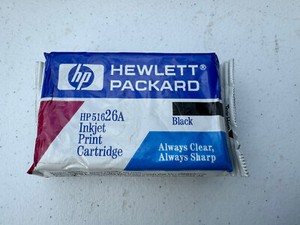 hp HEWLETT®
PACKARD
HP 51626A
Inkjet
Print
Cartridge
Black
Always Clear,
Always Sharp